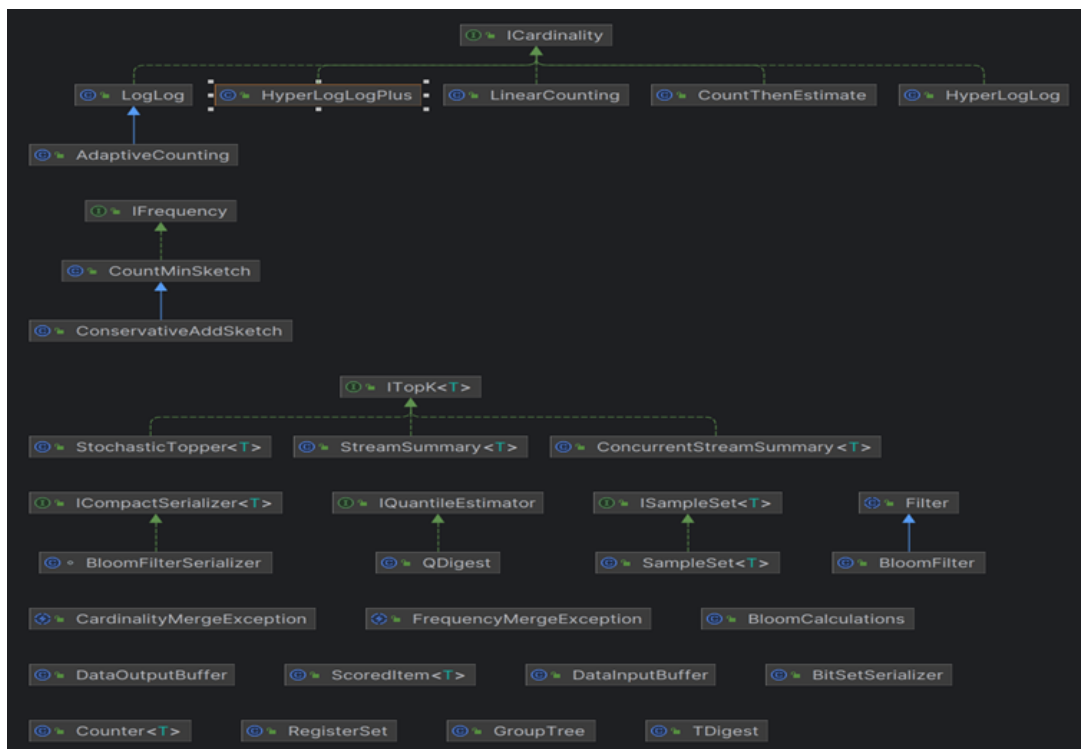 ICardinality
LogLog HyperLogLogPlus LinearCounting CountThenEstimate HyperLogLog
AdaptiveCounting
IFrequency
CountMinSketch
ConservativeAddSketch
ITopK<T>
StochasticTopper<T> StreamSummary<T> ConcurrentStreamSummary<T>
ICompactSerializer<T> IQuantileEstimator ISampleSet<T> Filter
BloomFilterSerializer QDigest SampleSet<T> BloomFilter
CardinalityMergeException FrequencyMergeException BloomCalculations
DataOutputBuffer ScoredItem<T> DataInputBuffer BitSetSerializer
Counter<T> RegisterSet GroupTree TDigest